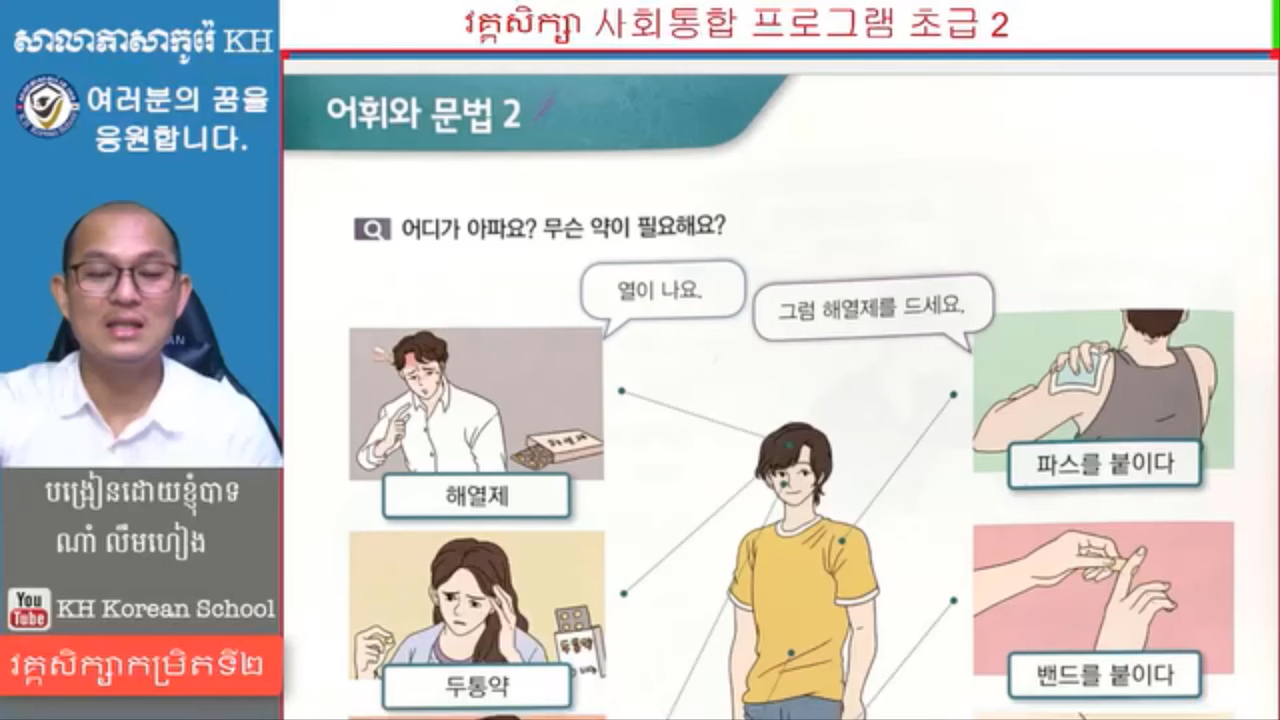 វគ្គសិក្សា 사회통합 프로그램 초급 2
សាលាភាសាកូរ៉េ KH
여러분의 꿈을
응원합니다.
어휘와 문법 2
어디가 아파요? 무슨 약이 필요해요?
열이 나요.
그럼 해열제를 드세요.
해열제
파스를 붙이다
두통약
밴드를 붙이다
បង្រៀនដោយខ្ញុំបាទ
ណាំ លឹមហៀង
You
Tube
KH Korean School
វគ្គសិក្សាកម្រិតទី២